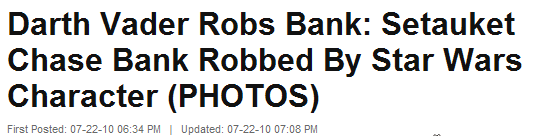 Darth Vader Robs Bank: Setauket
Chase Bank Robbed By Star Wars
Character (PHOTOS)
First Posted: 07-22-10 06:34 PM | Updated: 07-22-10 07:08 PM